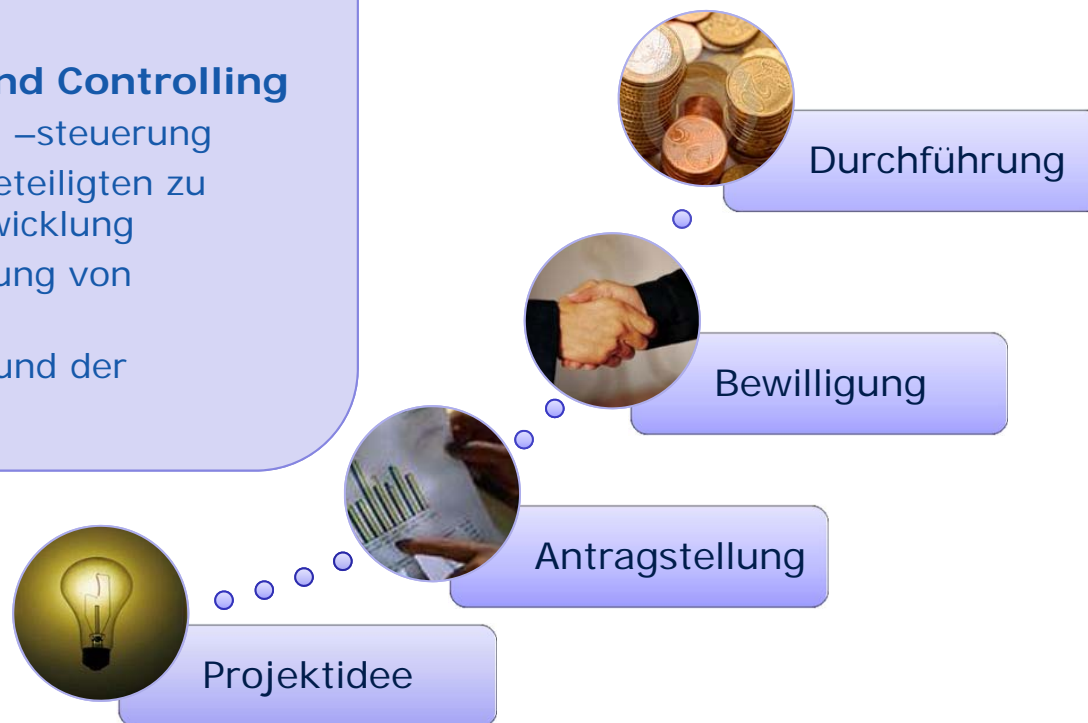 nd Controlling
–steuerung
eteiligten zu
wicklung
ung von
und der
Durchführung
Bewilligung
Antragstellung
Projektidee